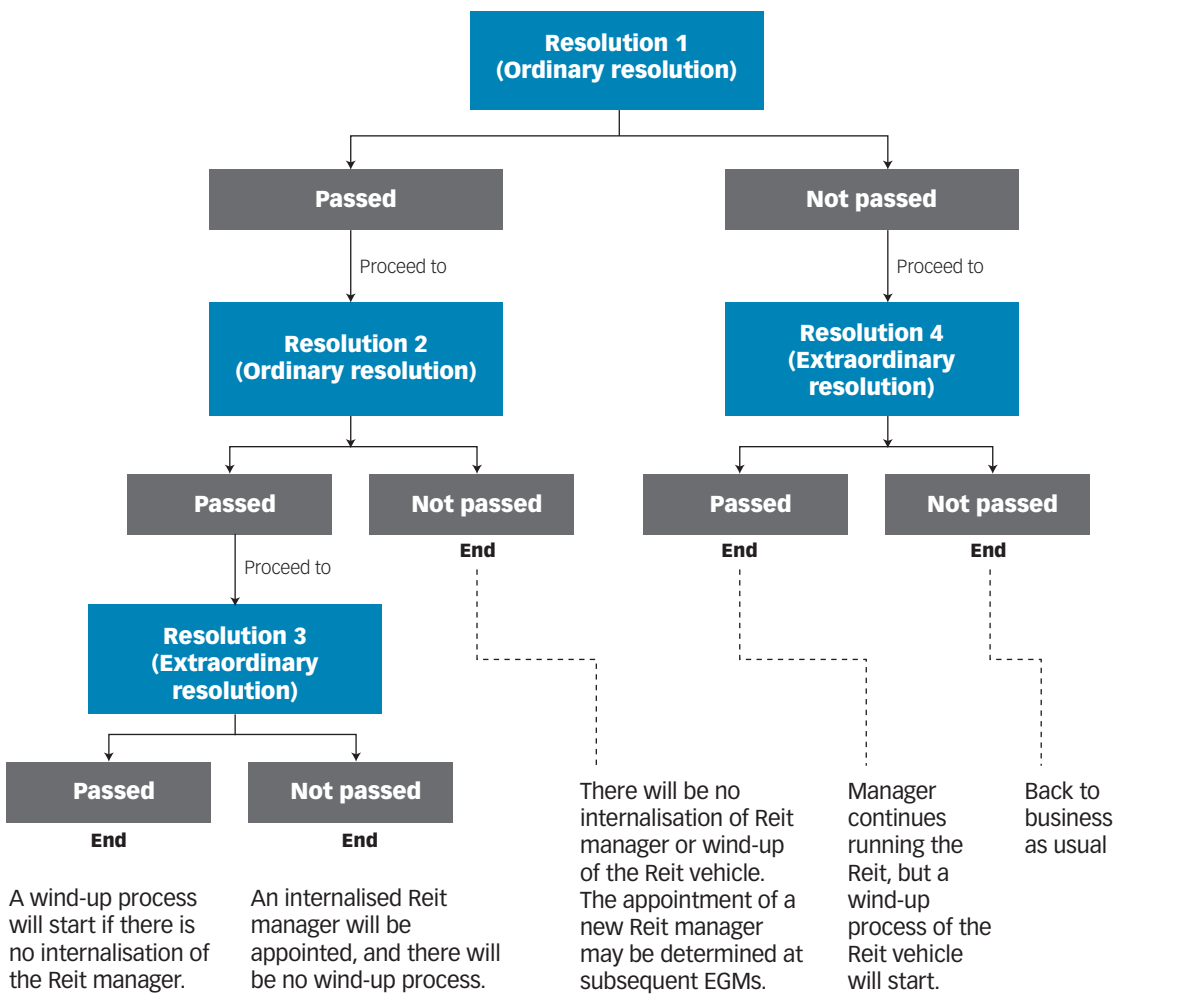 Resolution 1
(Ordinary resolution)
Passed
Not passed
Proceed to
Proceed to
Resolution 2
(Ordinary resolution)
Resolution 4
(Extraordinary
resolution)
Passed
Not passed
Passed
Not passed
End
End
End
Proceed to
Resolution 3
(Extraordinary
resolution)
Passed
Not passed
End
End
A wind-up process
will start if there is
no internalisation of
the Reit manager.
An internalised Reit
manager will be
appointed, and there will
be no wind-up process.
There will be no
internalisation of Reit
manager or wind-up
of the Reit vehicle.
The appointment of a
new Reit manager
may be determined at
subsequent EGMs.
Manager
continues
running the
Reit, but a
wind-up
process of the
Reit vehicle
will start.
Back to
business
as usual